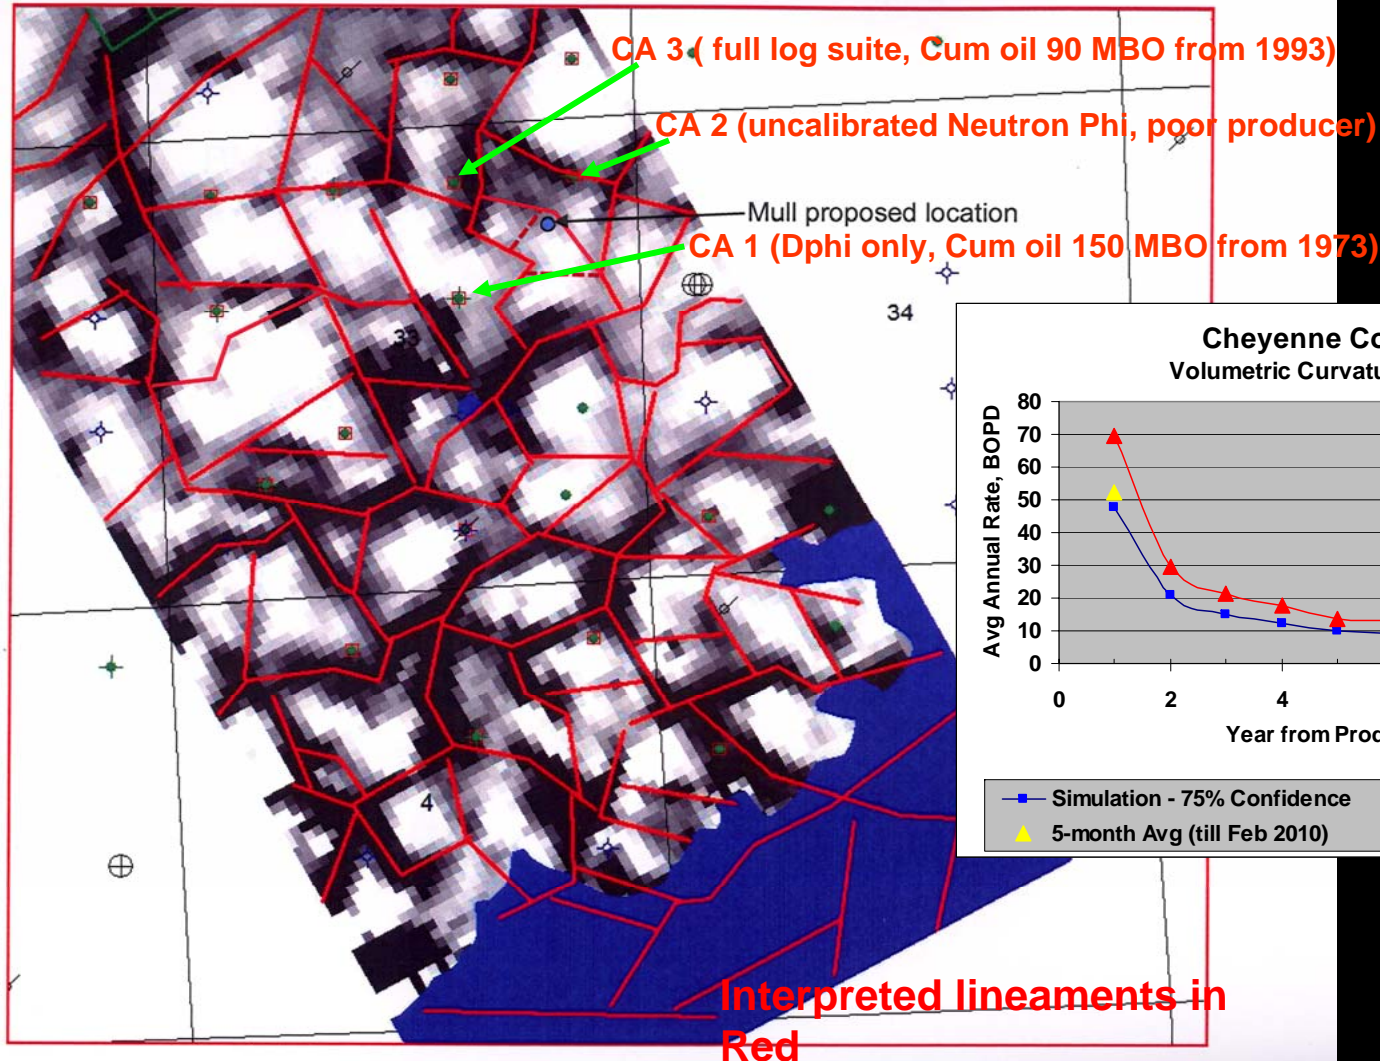 CA 3 ( full log suite, Cum oil 90 MBO from 1993)
CA 2 (uncalibrated Neutron Phi, poor producer)
Mull proposed location
CA 1 (Dphi only, Cum oil 150 MBO from 1973)
33
34
4
Cheyenne Co
Volumetric Curvatu
Avg Annual Rate, BOPD
80
70
60
50
40
30
20
10
0
0 2 4
Year from Prod
Simulation - 75% Confidence
5-month Avg (till Feb 2010)
Interpreted lineaments in
Red